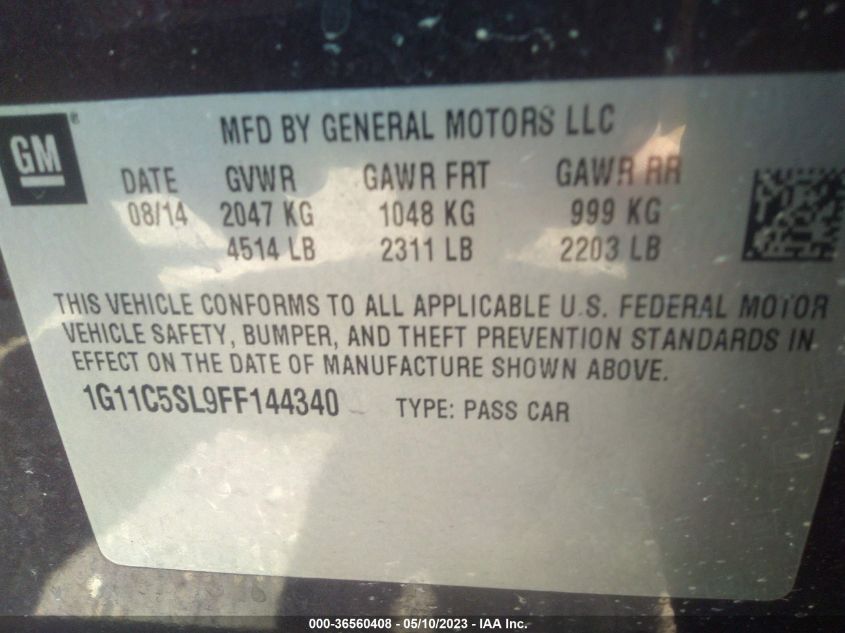 GM®
MFD BY GENERAL MOTORS LLC
DATE GVWR GAWR FRT GAWR RR
08/14 2047 KG 1048 KG 999 KG
4514 LB 2311 LB 2203 LB
THIS VEHICLE CONFORMS TO ALL APPLICABLE U.S. FEDERAL MOTOR
VEHICLE SAFETY, BUMPER, AND THEFT PREVENTION STANDARDS IN
EFFECT ON THE DATE OF MANUFACTURE SHOWN ABOVE.
1G11C5SL9FF144340 TYPE: PASS CAR
000-36560408 - 05/10/2023 - IAA Inc.